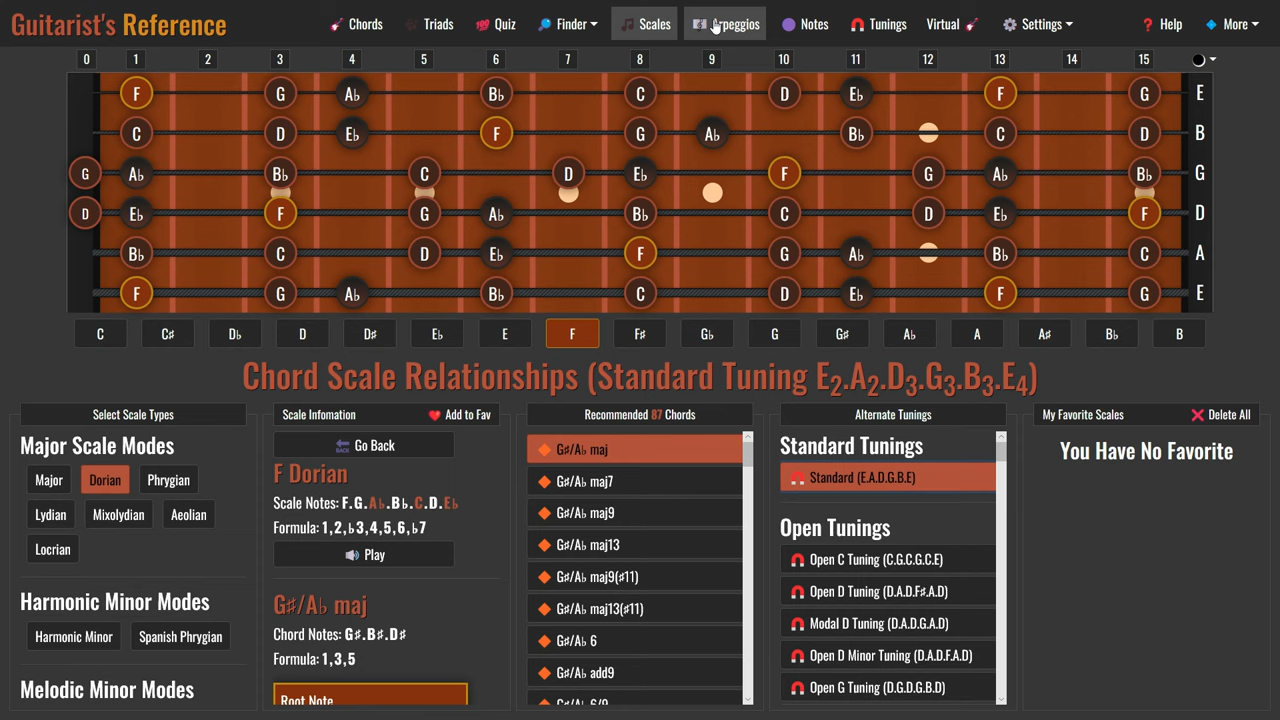 Guitarist's Reference
Chords Triads Quiz Finder Scales Arpeggios Notes Tunings Virtual Settings Help More
0 1 2 3 4 5 6 7 8 9 10 11 12 13 14 15
F G A♭ B♭ C D E♭ F G E
C D E♭ F G A♭ B♭ C D B
G A♭ B♭ C D E♭ F G A♭ B♭ G
D E♭ F G A♭ B♭ C D E♭ F D
B♭ C D E♭ F G A♭ B♭ C A
F G A♭ B♭ C D E♭ F G E
C C♯ D♭ D D♯ E♭ E F F♯ G♭ G G♯ A♭ A A♯ B♭ B
Chord Scale Relationships (Standard Tuning E2.A2.D3.G3.B3.E4)
Select Scale Types
Major Scale Modes
Major Dorian Phrygian
Lydian Mixolydian Aeolian
Locrian
Harmonic Minor Modes
Harmonic Minor Spanish Phrygian
Melodic Minor Modes
Scale Infomation Add to Fav
BACK Go Back
F Dorian
Scale Notes: F.G.A♭.B♭.C.D.E♭
Formula: 1,2,♭3,4,5,6,♭7
Play
G♯/A♭ maj
Chord Notes: G♯.B♯.D♯
Formula: 1,3,5
Root Note
Recommended 87 Chords
G♯/A♭ maj
G♯/A♭ maj7
G♯/A♭ maj9
G♯/A♭ maj13
G♯/A♭ maj9(♯11)
G♯/A♭ maj13(♯11)
G♯/A♭ 6
G♯/A♭ add9
G♯/A♭ 6/9
Alternate Tunings
Standard Tunings
Standard (E.A.D.G.B.E)
Open Tunings
Open C Tuning (C.G.C.G.C.E)
Open D Tuning (D.A.D.F♯.A.D)
Modal D Tuning (D.A.D.G.A.D)
Open D Minor Tuning (D.A.D.F.A.D)
Open G Tuning (D.G.D.G.B.D)
My Favorite Scales Delete All
You Have No Favorite